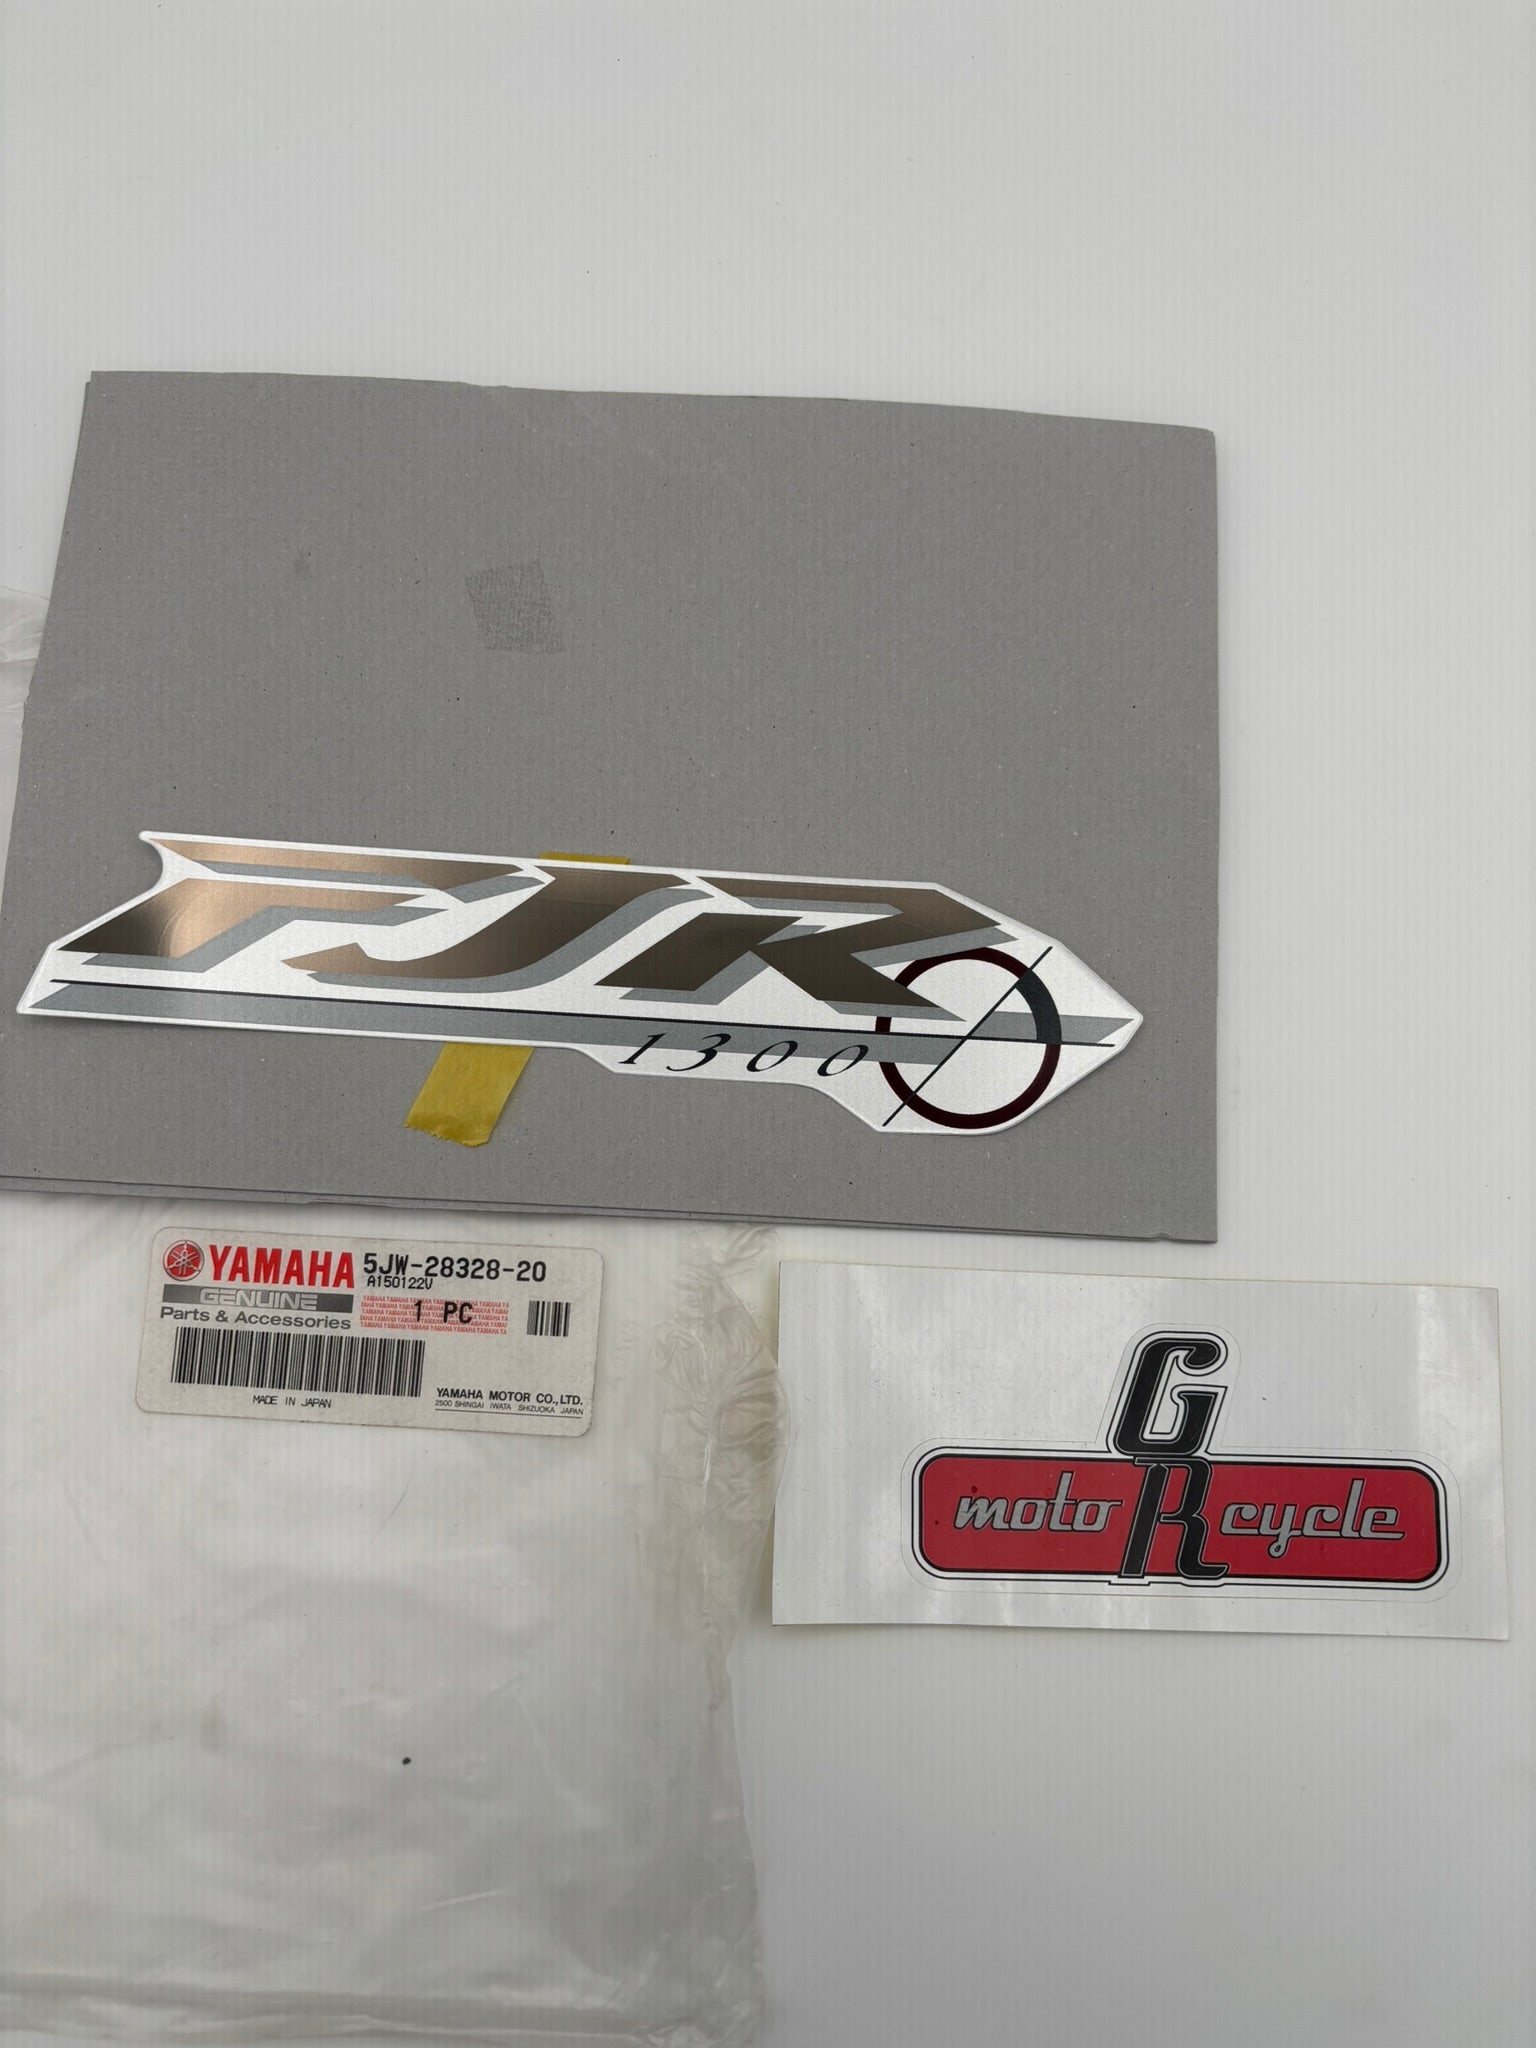 FJR
1300
YAMAHA 5JW-28328-20
A150122V
GENUINE
Parts & Accessories
1 PC
MADE IN JAPAN
YAMAHA MOTOR CO.,LTD.
2500 SHINGAI IWATA SHIZUOKA JAPAN
GR
moto cycle